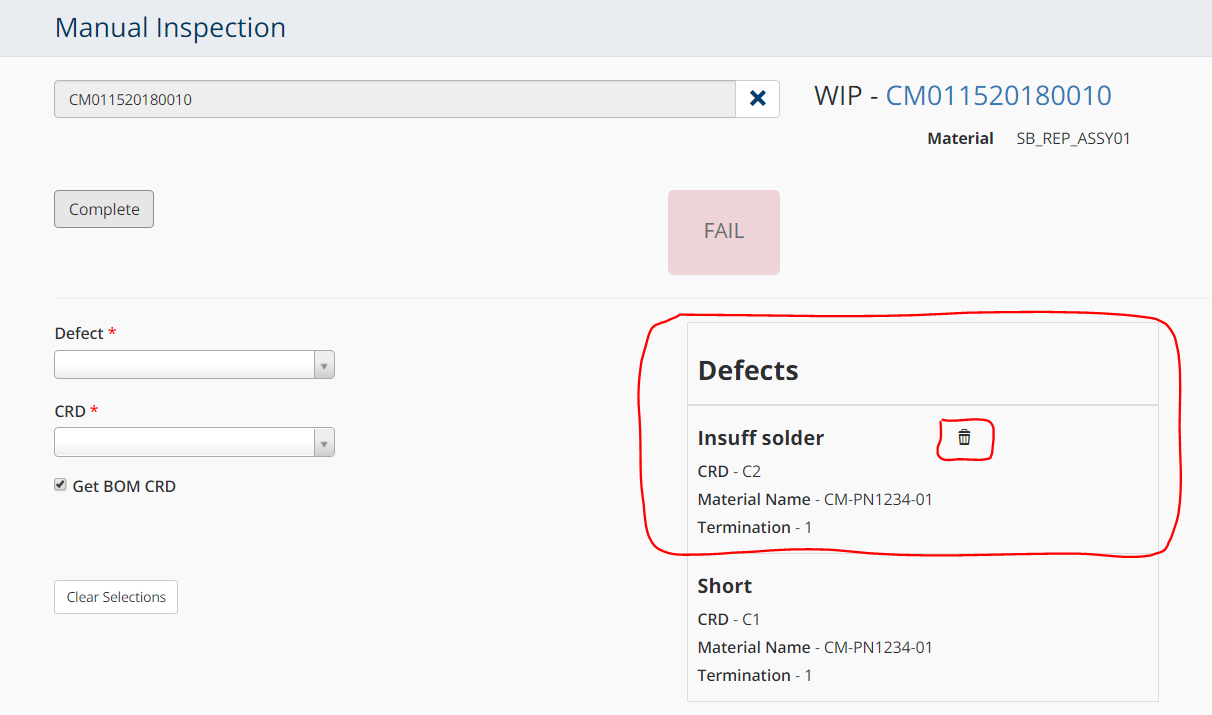 Manual Inspection
CM011520180010
WIP - CM011520180010
Material SB_REP_ASSY01
Complete
FAIL
Defect *
CRD *
Get BOM CRD
Clear Selections
Defects
Insuff solder
CRD - C2
Material Name - CM-PN1234-01
Termination - 1
Short
CRD - C1
Material Name - CM-PN1234-01
Termination - 1